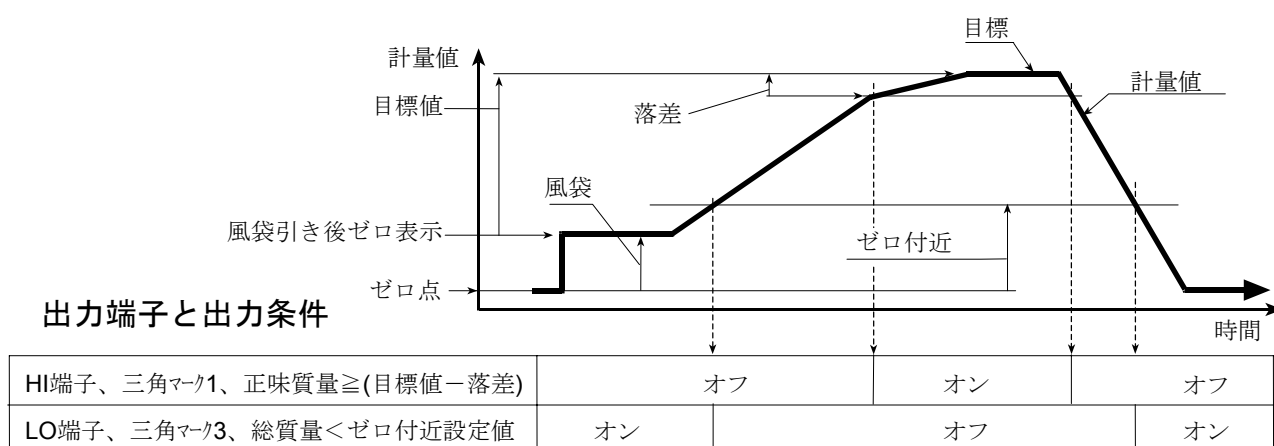 目標
計量値
計量値
目標値
落差
風袋
風袋引き後ゼロ表示
ゼロ付近
ゼロ点
出力端子と出力条件
時間
HI端子、三角マーク1、正味質量≧(目標値－落差)
オフ
オン
オフ
LO端子、三角マーク3、総質量＜ゼロ付近設定値
オン
オフ
オン